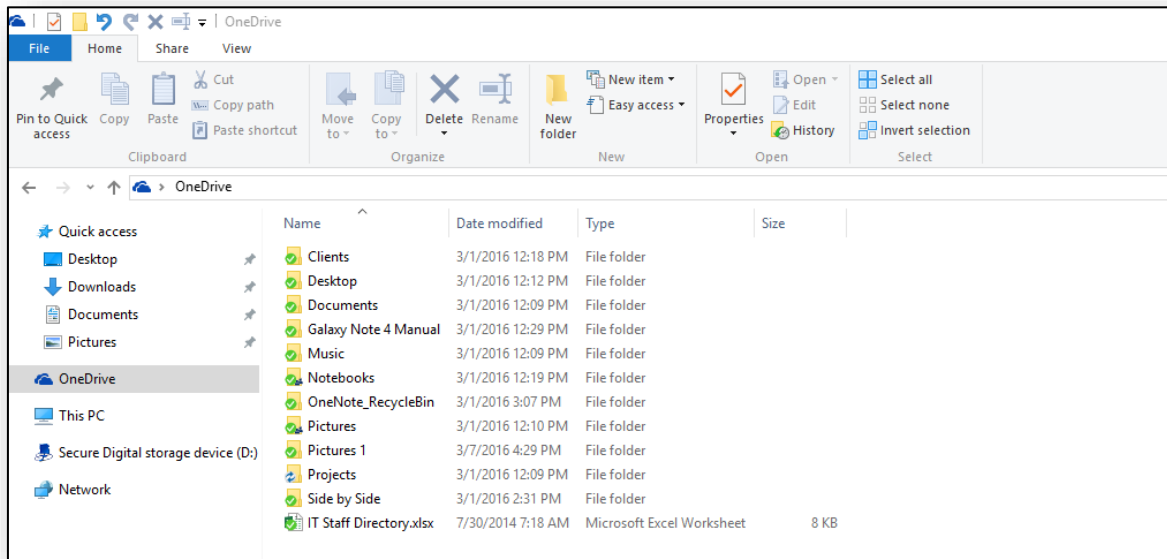 OneDrive
File Home Share View
Pin to Quick access
Copy
Paste
Cut
Copy path
Paste shortcut
Clipboard
Move to
Copy to
Delete
Rename
Organize
New folder
New item
Easy access
New
Properties
Open
Edit
History
Open
Select all
Select none
Invert selection
Select
OneDrive
Quick access
Desktop
Downloads
Documents
Pictures
OneDrive
This PC
Secure Digital storage device (D:)
Network
Name Date modified Type Size
Clients 3/1/2016 12:18 PM File folder
Desktop 3/1/2016 12:12 PM File folder
Documents 3/1/2016 12:09 PM File folder
Galaxy Note 4 Manual 3/1/2016 12:29 PM File folder
Music 3/1/2016 12:09 PM File folder
Notebooks 3/1/2016 12:19 PM File folder
OneNote_RecycleBin 3/1/2016 3:07 PM File folder
Pictures 3/1/2016 12:10 PM File folder
Pictures 1 3/7/2016 4:29 PM File folder
Projects 3/1/2016 12:09 PM File folder
Side by Side 3/1/2016 2:31 PM File folder
IT Staff Directory.xlsx 7/30/2014 7:18 AM Microsoft Excel Worksheet 8 KB